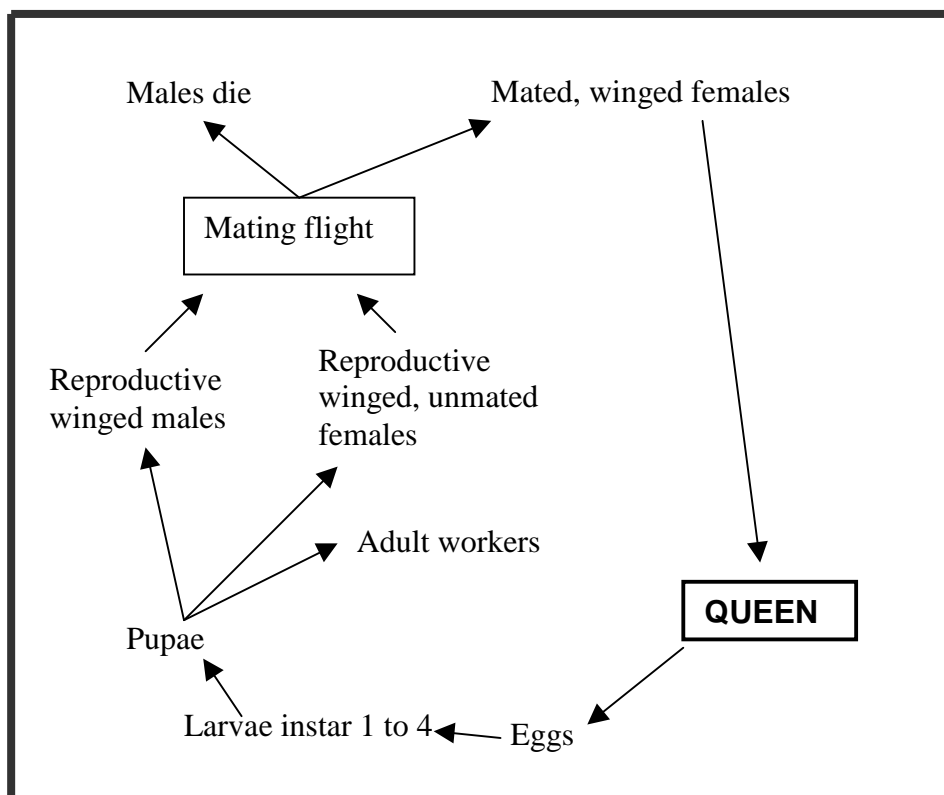 Males die
Mated, winged females
Mating flight
Reproductive
winged males
Reproductive
winged, unmated
females
Adult workers
QUEEN
Pupae
Larvae instar 1 to 4
Eggs